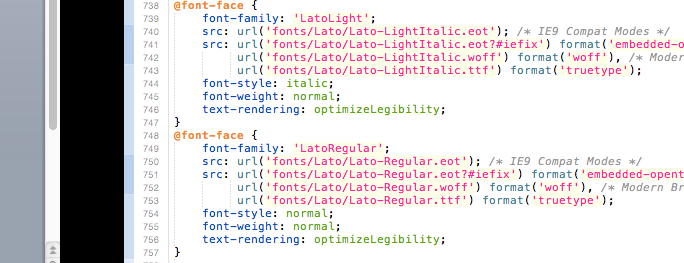 738 @font-face {
739 font-family: 'LatoLight';
740 src: url('fonts/Lato/Lato-LightItalic.eot'); /* IE9 Compat Modes */
741 src: url('fonts/Lato/Lato-LightItalic.eot?#iefix') format('embedded-o
742 url('fonts/Lato/Lato-LightItalic.woff') format('woff'), /* Moder
743 url('fonts/Lato/Lato-LightItalic.ttf') format('truetype');
744 font-style: italic;
745 font-weight: normal;
746 text-rendering: optimizeLegibility;
747 }
748 @font-face {
749 font-family: 'LatoRegular';
750 src: url('fonts/Lato/Lato-Regular.eot'); /* IE9 Compat Modes */
751 src: url('fonts/Lato/Lato-Regular.eot?#iefix') format('embedded-opent
752 url('fonts/Lato/Lato-Regular.woff') format('woff'), /* Modern Br
753 url('fonts/Lato/Lato-Regular.ttf') format('truetype');
754 font-style: normal;
755 font-weight: normal;
756 text-rendering: optimizeLegibility;
757 }